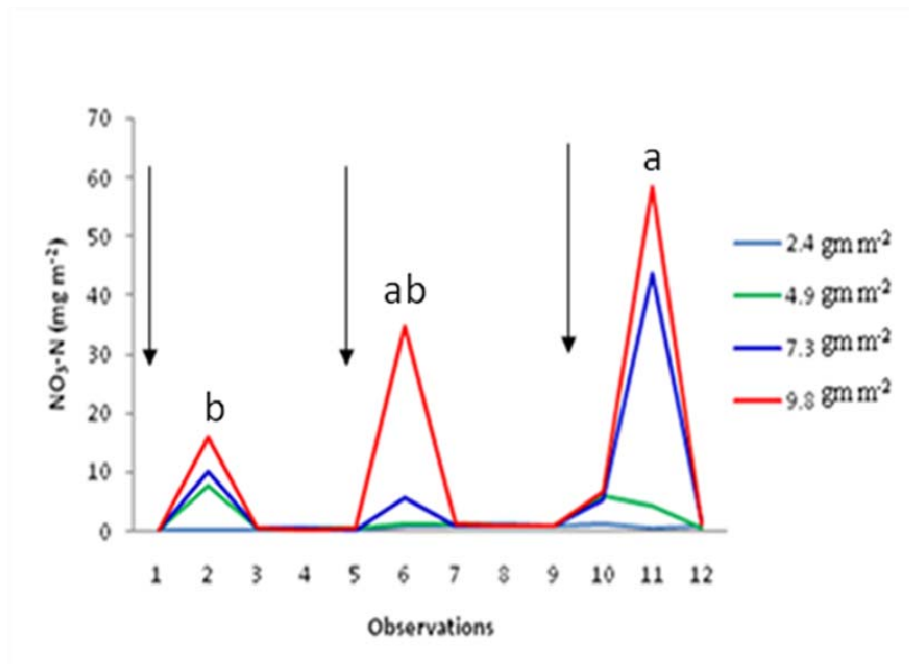 70
60
50
40
30
20
10
0
NO₃-N (mg m⁻²)
b
ab
a
1 2 3 4 5 6 7 8 9 10 11 12
Observations
2.4 gm m⁻²
4.9 gm m⁻²
7.3 gm m⁻²
9.8 gm m⁻²